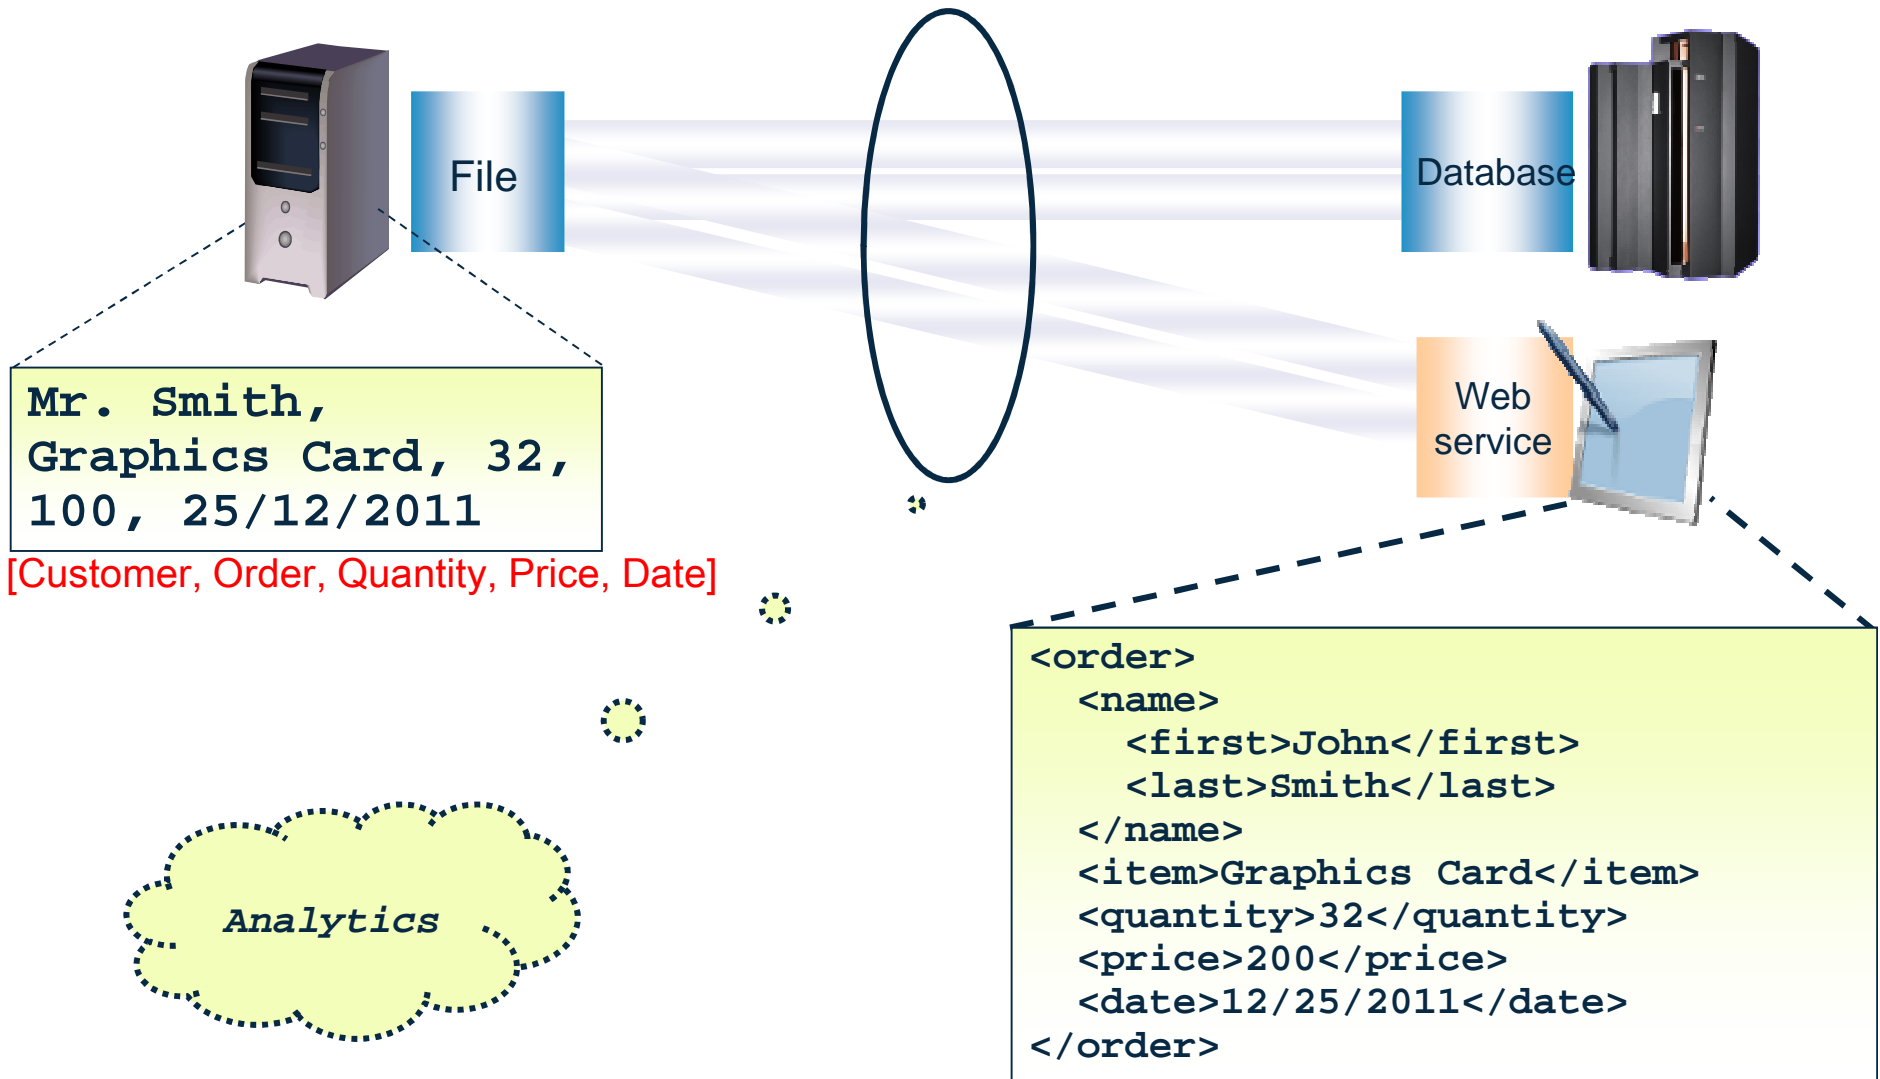 File
Database
Web
service
Mr. Smith,
Graphics Card, 32,
100, 25/12/2011
[Customer, Order, Quantity, Price, Date]
Analytics
<order>
  <name>
    <first>John</first>
    <last>Smith</last>
  </name>
  <item>Graphics Card</item>
  <quantity>32</quantity>
  <price>200</price>
  <date>12/25/2011</date>
</order>